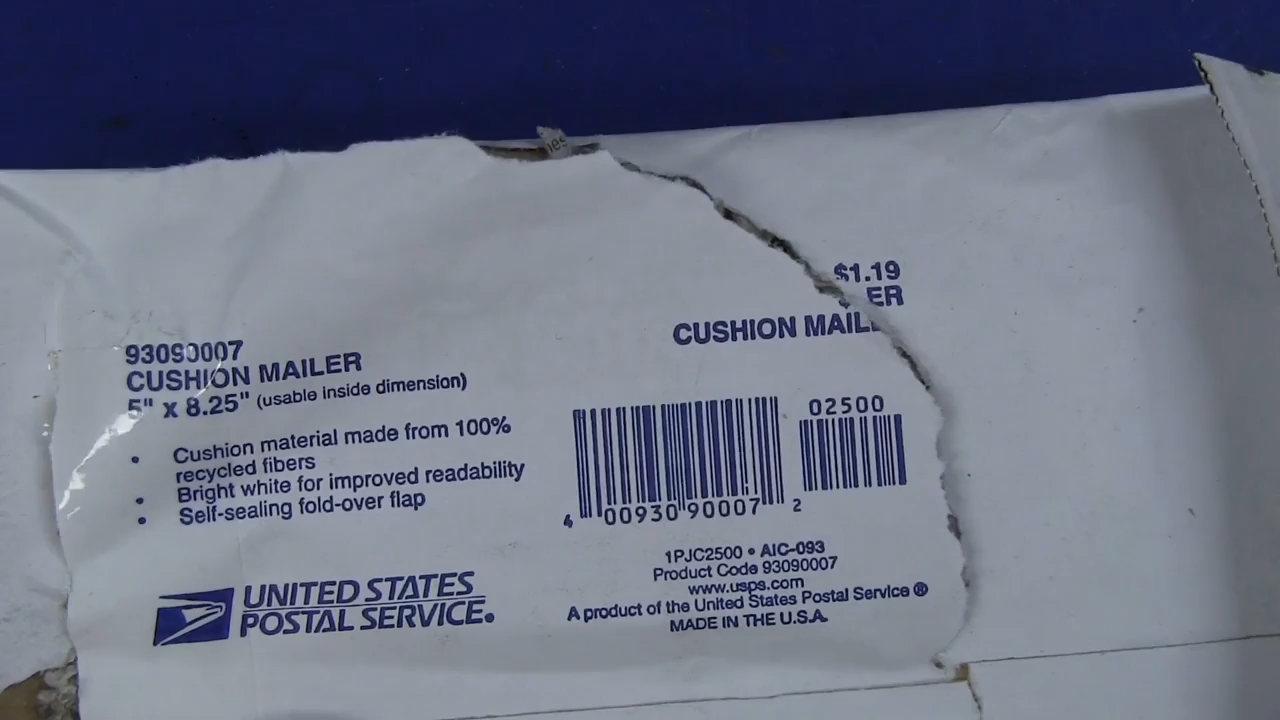 ies
$1.19
ER
CUSHION MAIL
93090007
CUSHION MAILER
5" x 8.25" (usable inside dimension)
• Cushion material made from 100%
recycled fibers
• Bright white for improved readability
• Self-sealing fold-over flap
02500
4 00930 90007 2
1PJC2500 • AIC-093
Product Code 93090007
www.usps.com
A product of the United States Postal Service ®
MADE IN THE U.S.A.
UNITED STATES
POSTAL SERVICE®